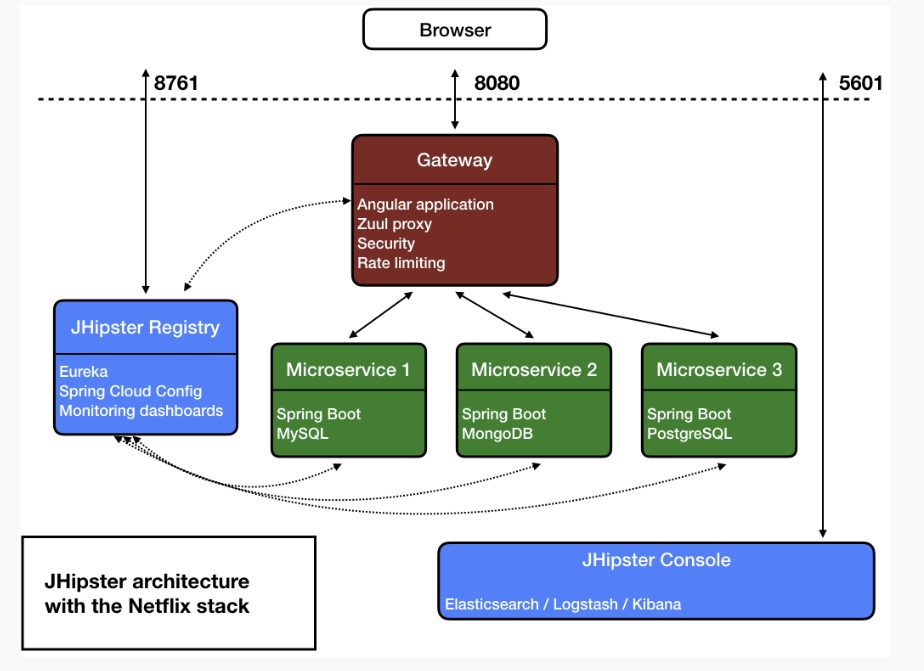 Browser
8761
8080
5601
Gateway
Angular application
Zuul proxy
Security
Rate limiting
JHipster Registry
Eureka
Spring Cloud Config
Monitoring dashboards
Microservice 1
Spring Boot
MySQL
Microservice 2
Spring Boot
MongoDB
Microservice 3
Spring Boot
PostgreSQL
JHipster architecture
with the Netflix stack
JHipster Console
Elasticsearch / Logstash / Kibana